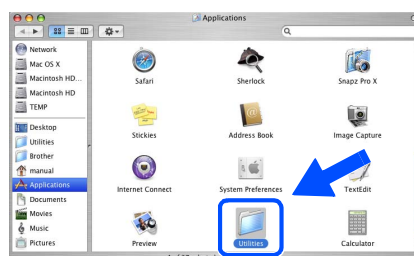 Applications
Network
Mac OS X
Macintosh HD...
Macintosh HD
TEMP
Desktop
Utilities
Brother
manual
Applications
Documents
Movies
Music
Pictures
Safari
Sherlock
Snapz Pro X
Stickies
Address Book
Image Capture
Internet Connect
System Preferences
TextEdit
Preview
Utilities
Calculator